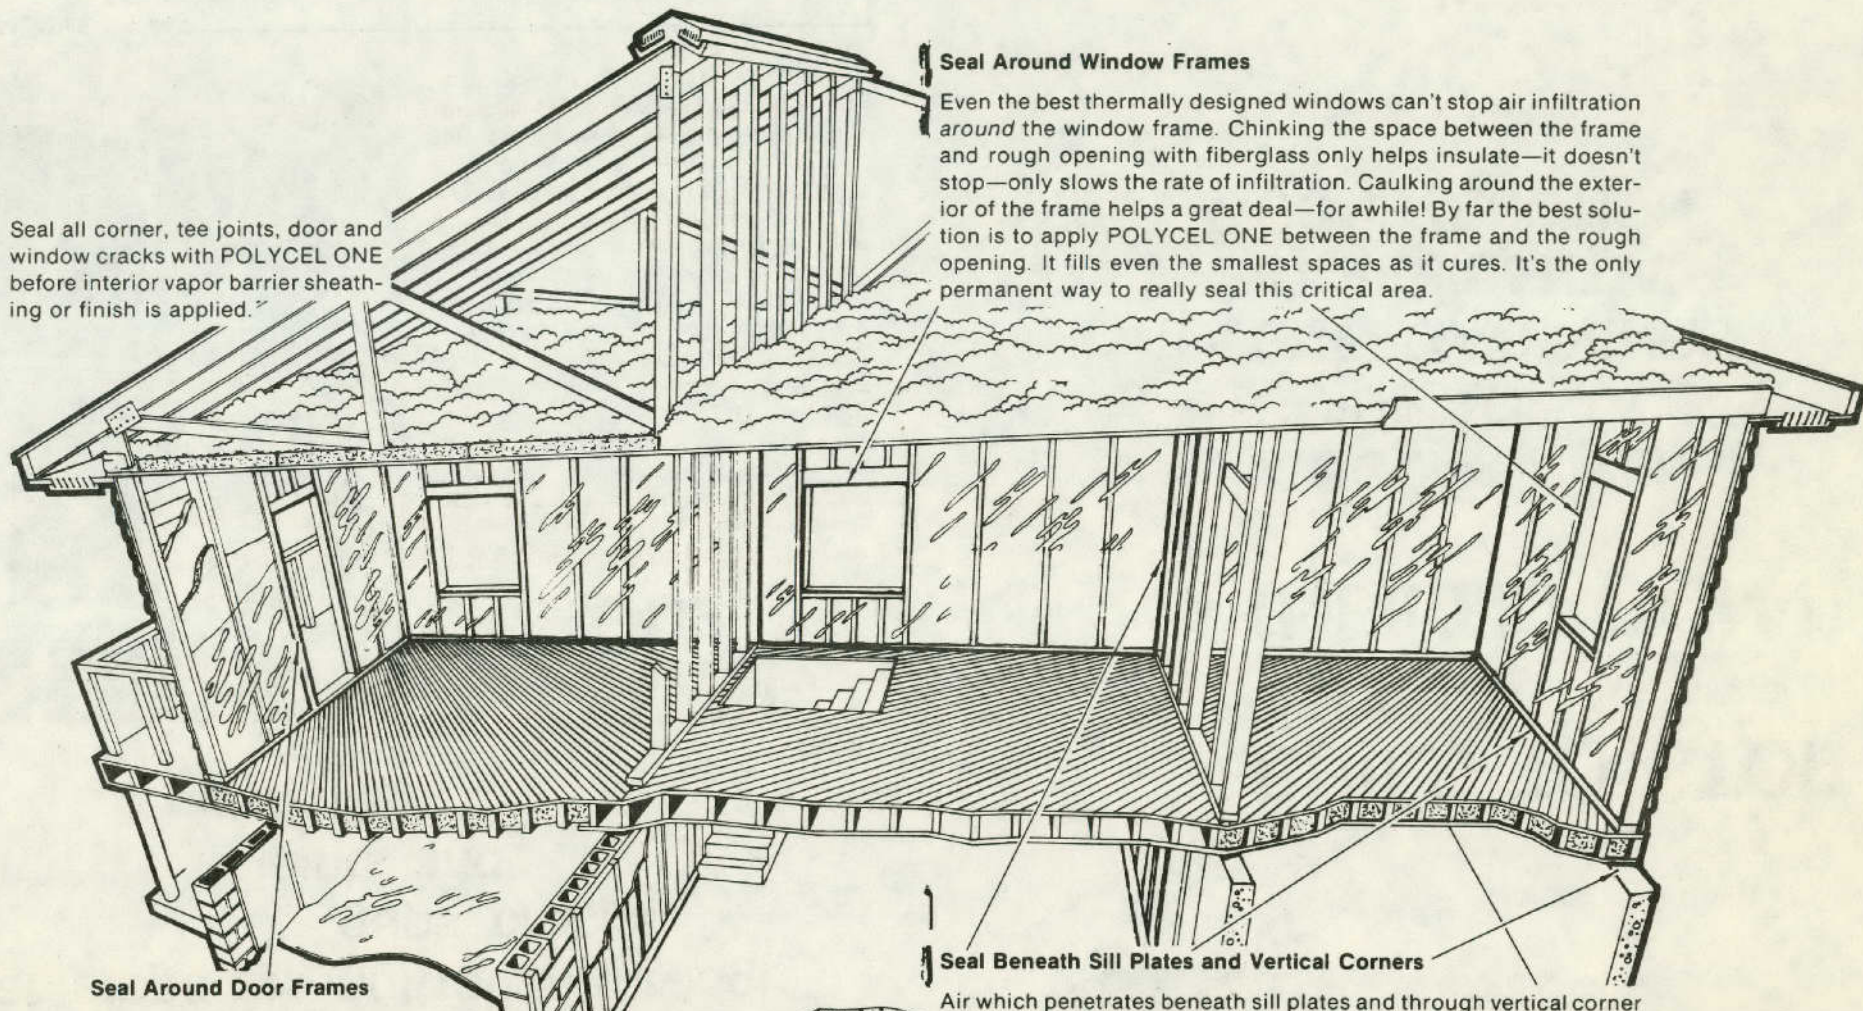 Seal Around Window Frames
Even the best thermally designed windows can't stop air infiltration
around the window frame. Chinking the space between the frame
and rough opening with fiberglass only helps insulate—it doesn't
stop—only slows the rate of infiltration. Caulking around the exter-
ior of the frame helps a great deal—for awhile! By far the best solu-
tion is to apply POLYCEL ONE between the frame and the rough
opening. It fills even the smallest spaces as it cures. It's the only
permanent way to really seal this critical area.
Seal all corner, tee joints, door and
window cracks with POLYCEL ONE
before interior vapor barrier sheath-
ing or finish is applied.
Seal Around Door Frames
Seal Beneath Sill Plates and Vertical Corners
Air which penetrates beneath sill plates and through vertical corner